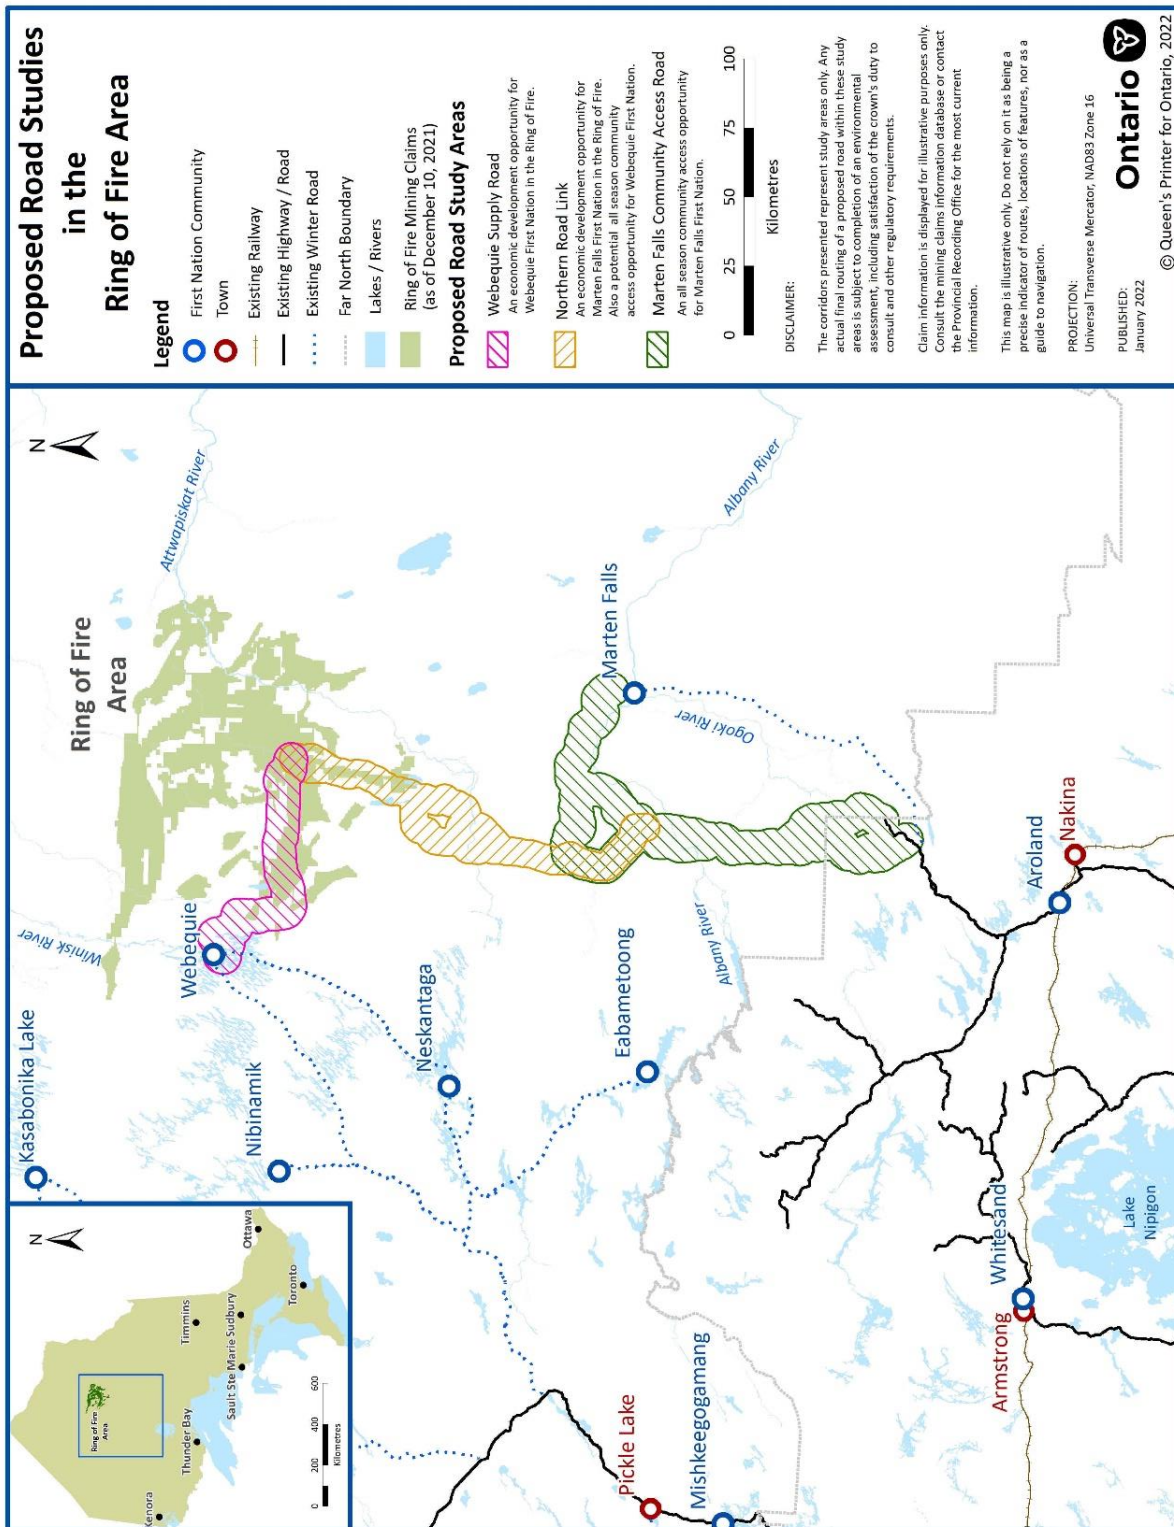 Proposed Road Studies
in the
Ring of Fire Area
Legend
First Nation Community
Town
Existing Railway
Existing Highway / Road
Existing Winter Road
Far North Boundary
Lakes / Rivers
Ring of Fire Mining Claims
(as of December 10, 2021)
Proposed Road Study Areas
Webequie Supply Road
An economic development opportunity for
Webequie First Nation in the Ring of Fire.
Northern Road Link
An economic development opportunity for
Marten Falls First Nation in the Ring of Fire.
Also a potential all season community
access opportunity for Webequie First Nation.
Marten Falls Community Access Road
An all season community access opportunity
for Marten Falls First Nation.
0 25 50 75 100
Kilometres
DISCLAIMER:
The corridors presented represent study areas only. Any
actual final routing of a proposed road within these study
areas is subject to completion of an environmental
assessment, including satisfaction of the crown's duty to
consult and other regulatory requirements.
Claim information is displayed for illustrative purposes only.
Consult the mining claims information database or contact
the Provincial Recording Office for the most current
information.
This map is illustrative only. Do not rely on it as being a
precise indicator of routes, locations of features, nor as a
guide to navigation.
PROJECTION:
Universal Transverse Mercator, NAD83 Zone 16
PUBLISHED:
January 2022
Ontario
© Queen's Printer for Ontario, 2022
N
Attwapiskat River
Ring of Fire
Area
Winisk River
Webequie
Kasabonika Lake
Nibinamik
Neskantaga
Eabametoong
Albany River
Albany River
Marten Falls
Ogoki River
Nakina
Aroland
Whitesand
Armstrong
Lake
Nipigon
Pickle Lake
Mishkeegogamang
N
Ring of Fire
Area
Kenora
Thunder Bay
Timmins
Sault Ste Marie
Sudbury
Ottawa
Toronto
0 200 400 600
Kilometres